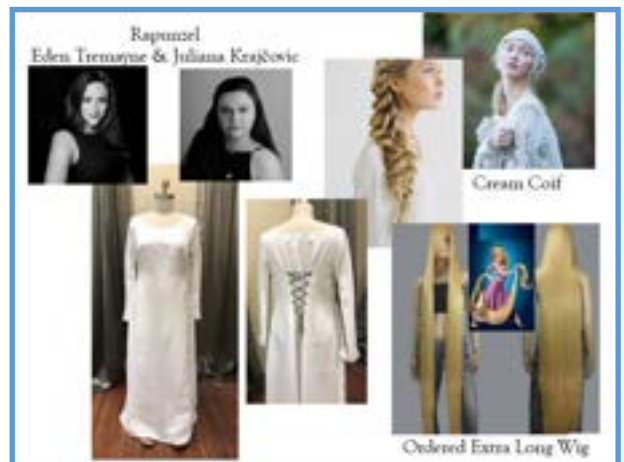 Rapunzel
Eden Tremayne & Juliana Krajčovic
Cream Coif
Ordered Extra Long Wig